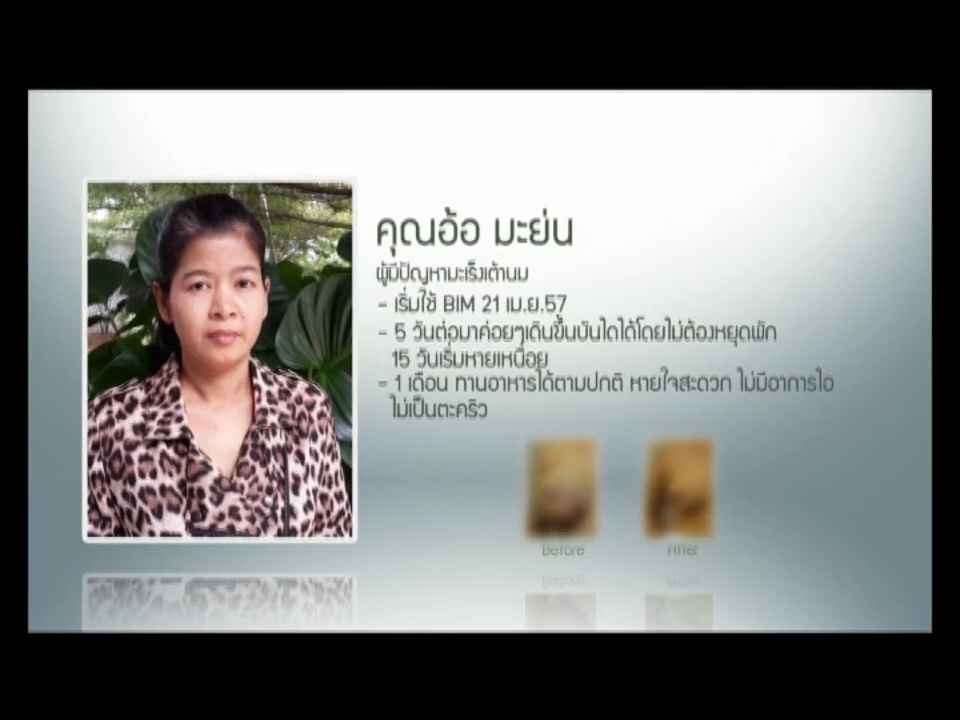 คุณอ้อ มะย่น
ผู้มีปัญหามะเร็งเต้านม
- เริ่มใช้ BIM 21 เม.ย.57
- 5 วันต่อมาค่อยๆเดินขึ้นบันไดได้โดยไม่ต้องหยุดพัก
15 วันเริ่มหายเหนื่อย
- 1 เดือน ทานอาหารได้ตามปกติ หายใจสะดวก ไม่มีอาการไอ
ไม่เป็นตะคริว
Before After